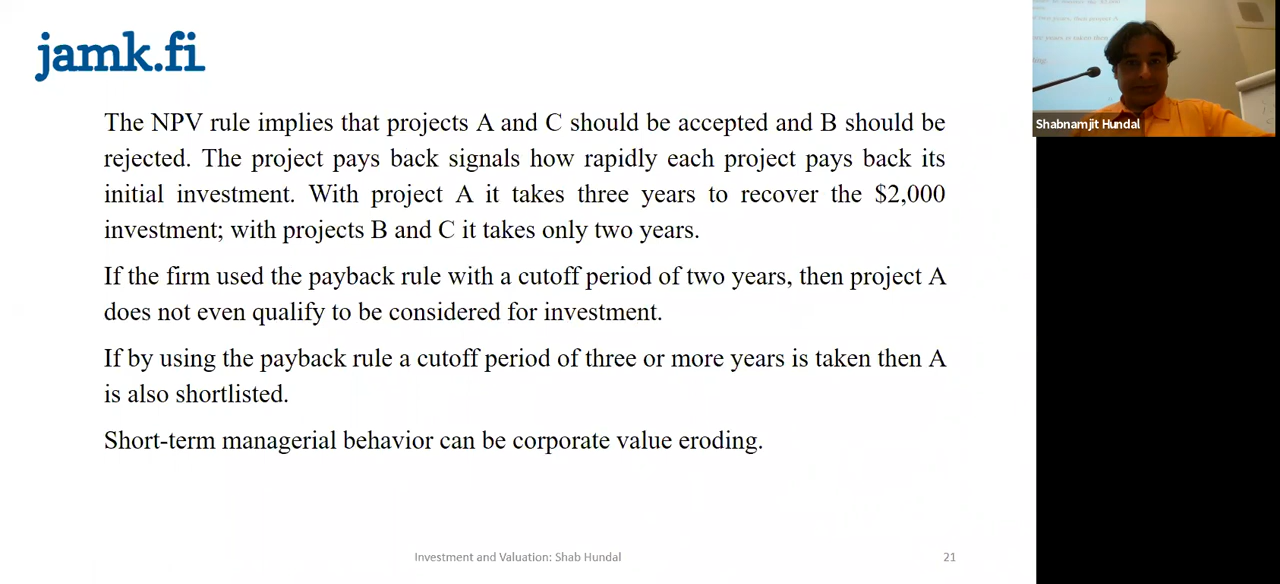 jamk.fi
The NPV rule implies that projects A and C should be accepted and B should be
rejected. The project pays back signals how rapidly each project pays back its
initial investment. With project A it takes three years to recover the $2,000
investment; with projects B and C it takes only two years.
If the firm used the payback rule with a cutoff period of two years, then project A
does not even qualify to be considered for investment.
If by using the payback rule a cutoff period of three or more years is taken then A
is also shortlisted.
Short-term managerial behavior can be corporate value eroding.
Investment and Valuation: Shab Hundal
21
Shabnamjit Hundal